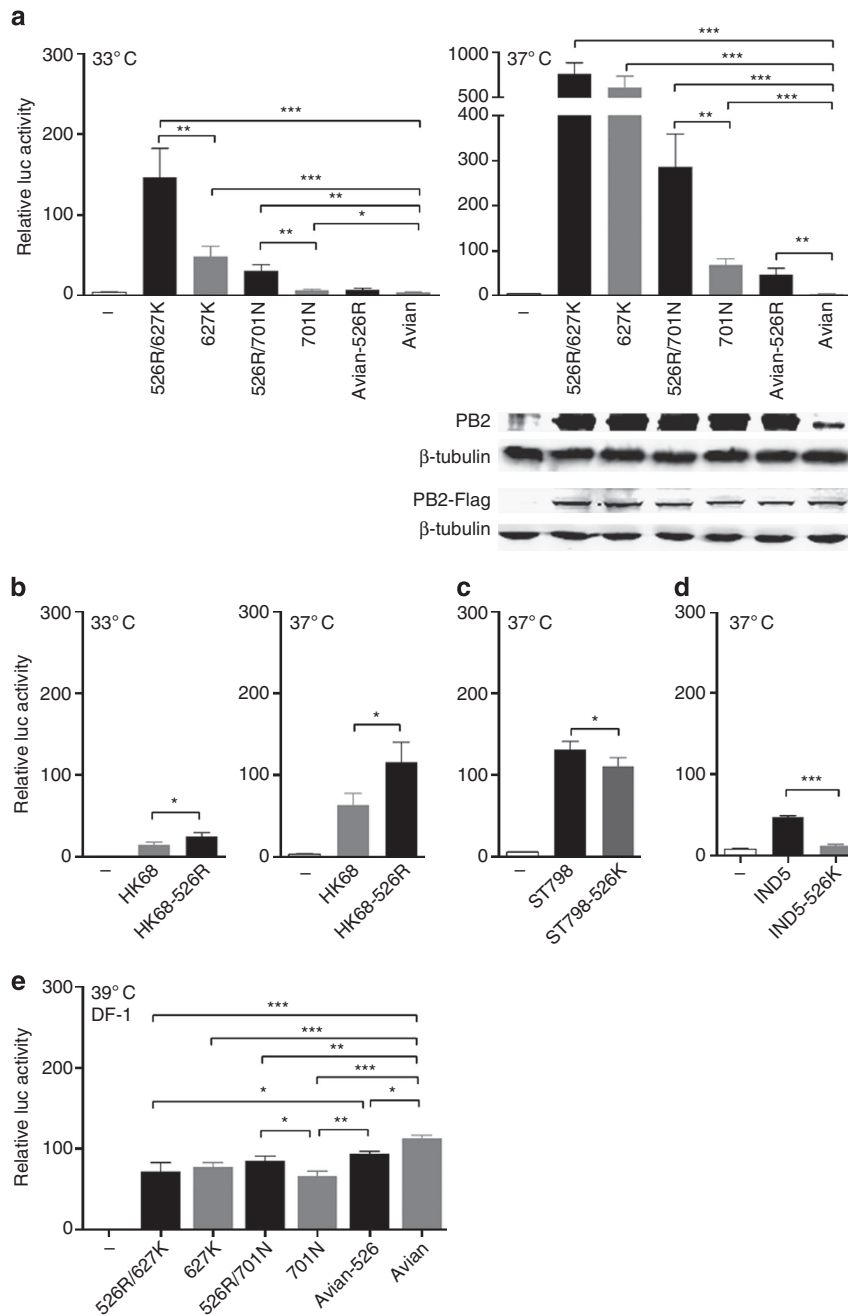 a
33° C
Relative luc activity
300
200
100
0
***
**
***
**
**
*
–
526R/627K
627K
526R/701N
701N
Avian-526R
Avian
37° C
1000
500
400
300
200
100
0
***
***
***
***
**
**
–
526R/627K
627K
526R/701N
701N
Avian-526R
Avian
PB2
β-tubulin
PB2-Flag
β-tubulin
b
33° C
Relative luc activity
300
200
100
0
*
–
HK68
HK68-526R
37° C
300
200
100
0
*
–
HK68
HK68-526R
c
37° C
300
200
100
0
*
–
ST798
ST798-526K
d
37° C
300
200
100
0
***
–
IND5
IND5-526K
e
39° C
DF-1
Relative luc activity
300
200
100
0
***
***
**
***
*
*
*
**
–
526R/627K
627K
526R/701N
701N
Avian-526
Avian